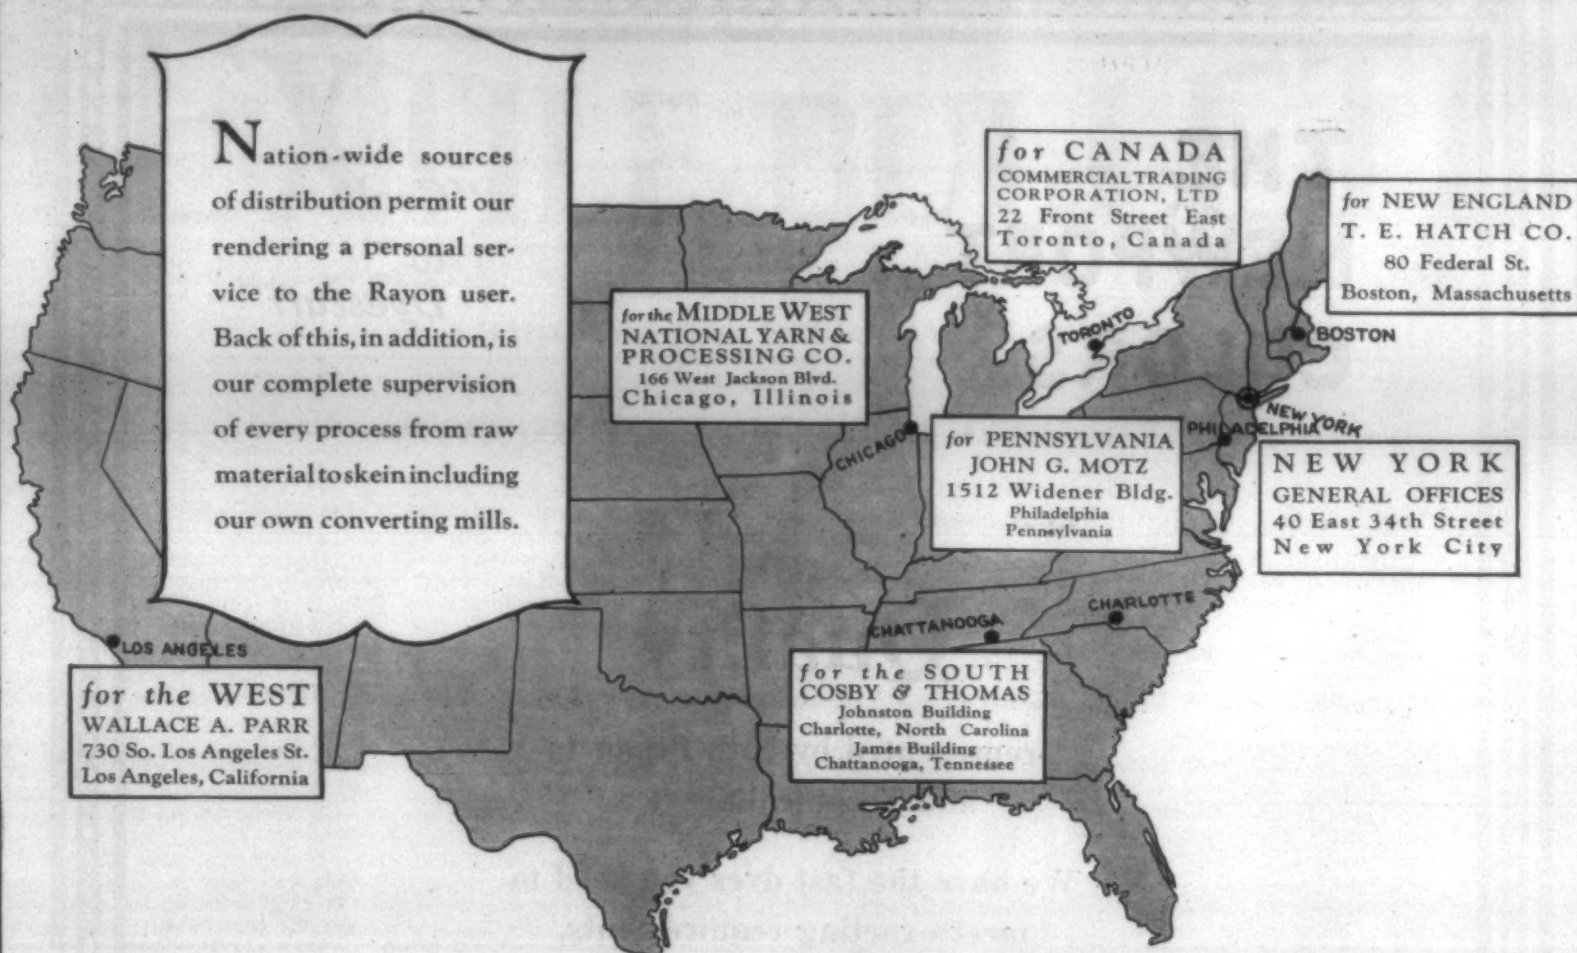 Nation-wide sources
of distribution permit our
rendering a personal ser-
vice to the Rayon user.
Back of this, in addition, is
our complete supervision
of every process from raw
material to skein including
our own converting mills.
for CANADA
COMMERCIAL TRADING
CORPORATION, LTD
22 Front Street East
Toronto, Canada
for NEW ENGLAND
T. E. HATCH CO.
80 Federal St.
Boston, Massachusetts
for the MIDDLE WEST
NATIONAL YARN &
PROCESSING CO.
166 West Jackson Blvd.
Chicago, Illinois
TORONTO
BOSTON
CHICAGO
NEW YORK
PHILADELPHIA
for PENNSYLVANIA
JOHN G. MOTZ
1512 Widener Bldg.
Philadelphia
Pennsylvania
NEW YORK
GENERAL OFFICES
40 East 34th Street
New York City
CHARLOTTE
CHATTANOOGA
LOS ANGELES
for the WEST
WALLACE A. PARR
730 So. Los Angeles St.
Los Angeles, California
for the SOUTH
COSBY & THOMAS
Johnston Building
Charlotte, North Carolina
James Building
Chattanooga, Tennessee